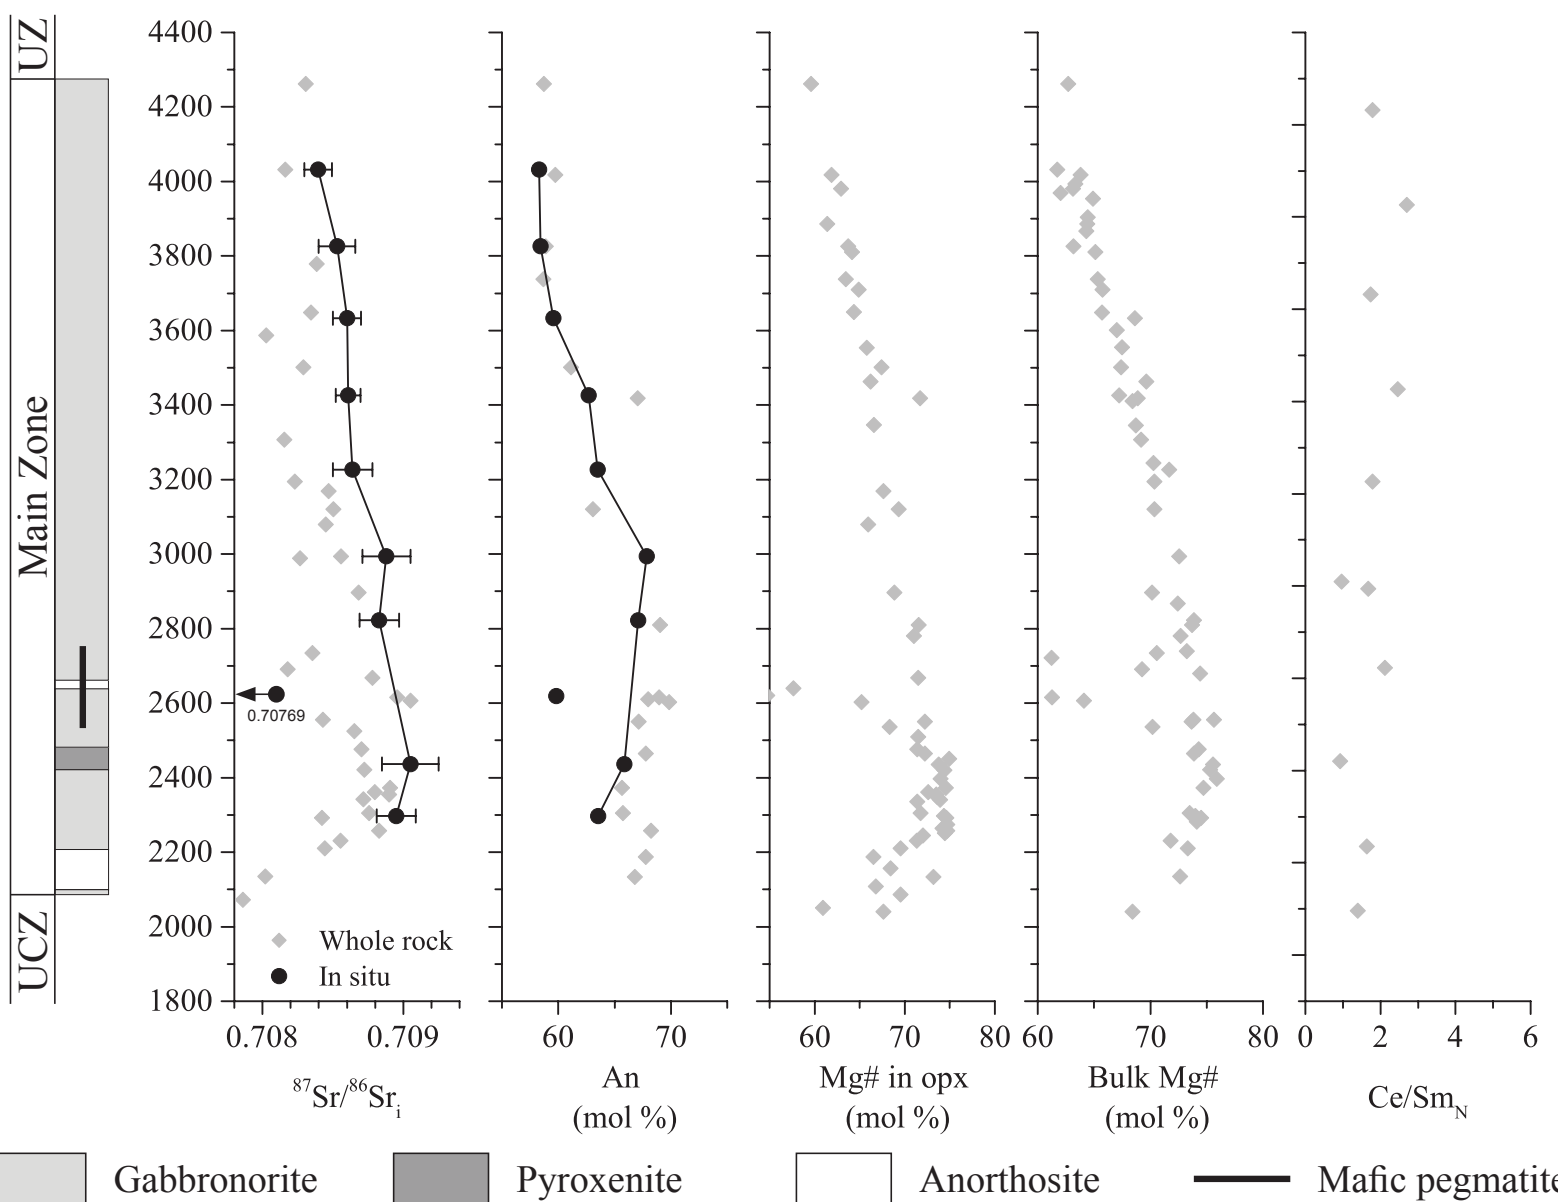 UZ
Main Zone
UCZ
4400
4200
4000
3800
3600
3400
3200
3000
2800
2600
2400
2200
2000
1800
0.70769
Whole rock
In situ
0.708 0.709
60 70
60 70 80
60 70 80
0 2 4 6
87Sr/86Sri
An
(mol %)
Mg# in opx
(mol %)
Bulk Mg#
(mol %)
Ce/SmN
Gabbronorite Pyroxenite Anorthosite Mafic pegmatite